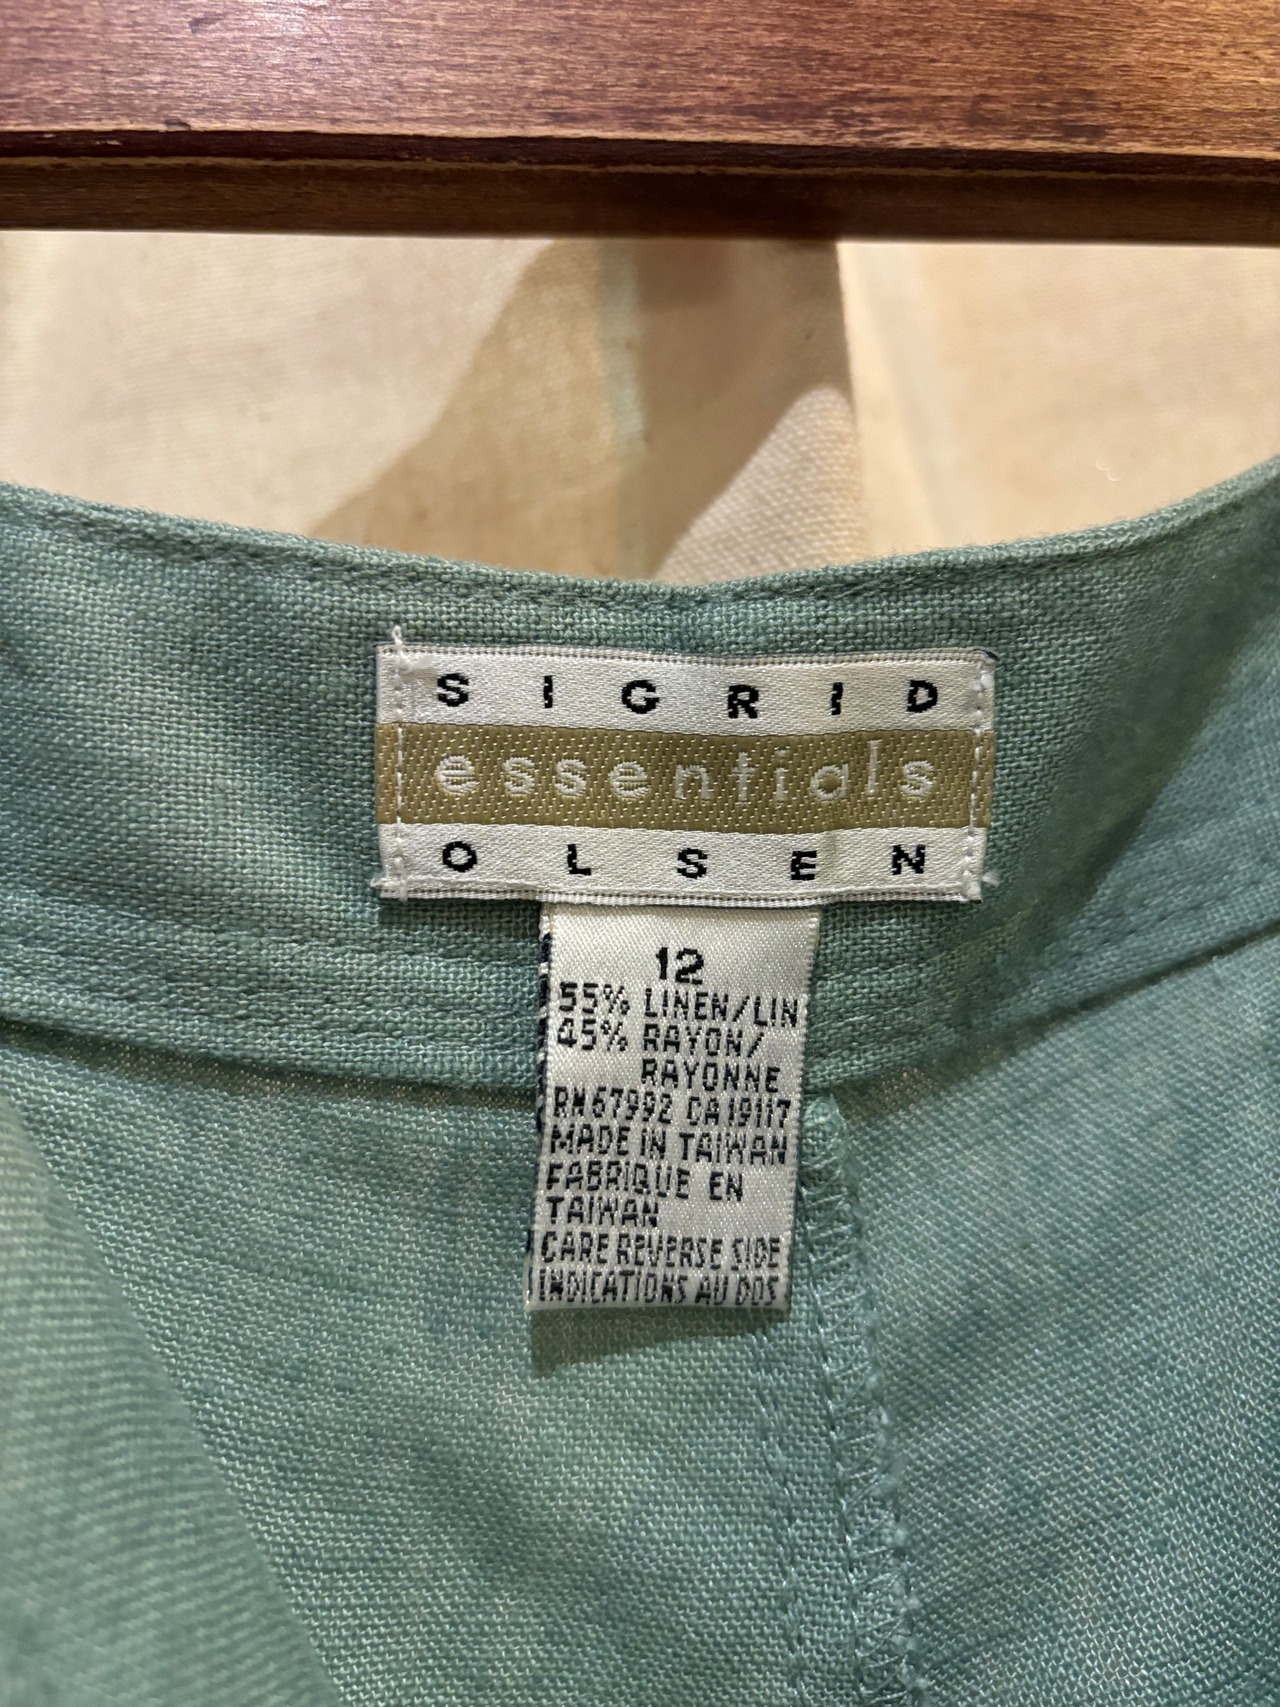 SIGRID
essentials
OLSEN
12
55% LINEN/LIN
45% RAYON/
RAYONNE
RN67992 CA19117
MADE IN TAIWAN
FABRIQUE EN
TAIWAN
CARE REVERSE SIDE
INDICATIONS AU DOS